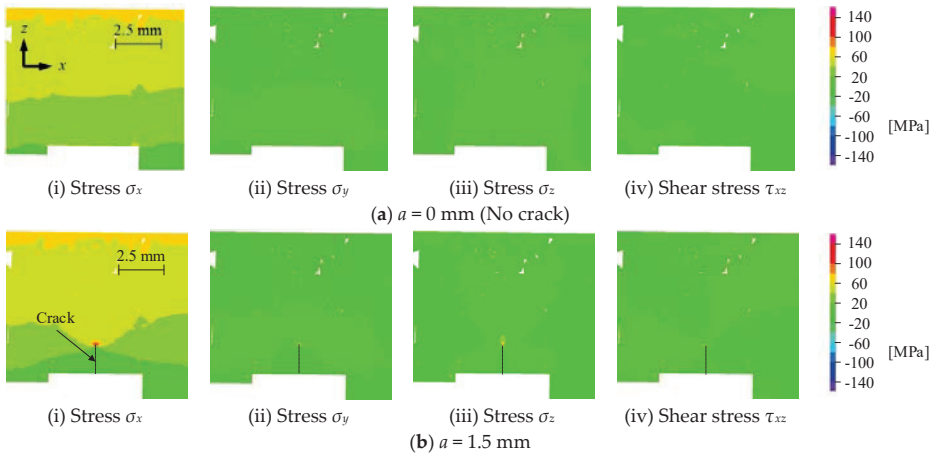 z
x
2.5 mm
140
100
60
20
-20
-60
-100
-140
[MPa]
(i) Stress σx
(ii) Stress σy
(iii) Stress σz
(iv) Shear stress τxz
(a) a = 0 mm (No crack)
2.5 mm
Crack
140
100
60
20
-20
-60
-100
-140
[MPa]
(i) Stress σx
(ii) Stress σy
(iii) Stress σz
(iv) Shear stress τxz
(b) a = 1.5 mm